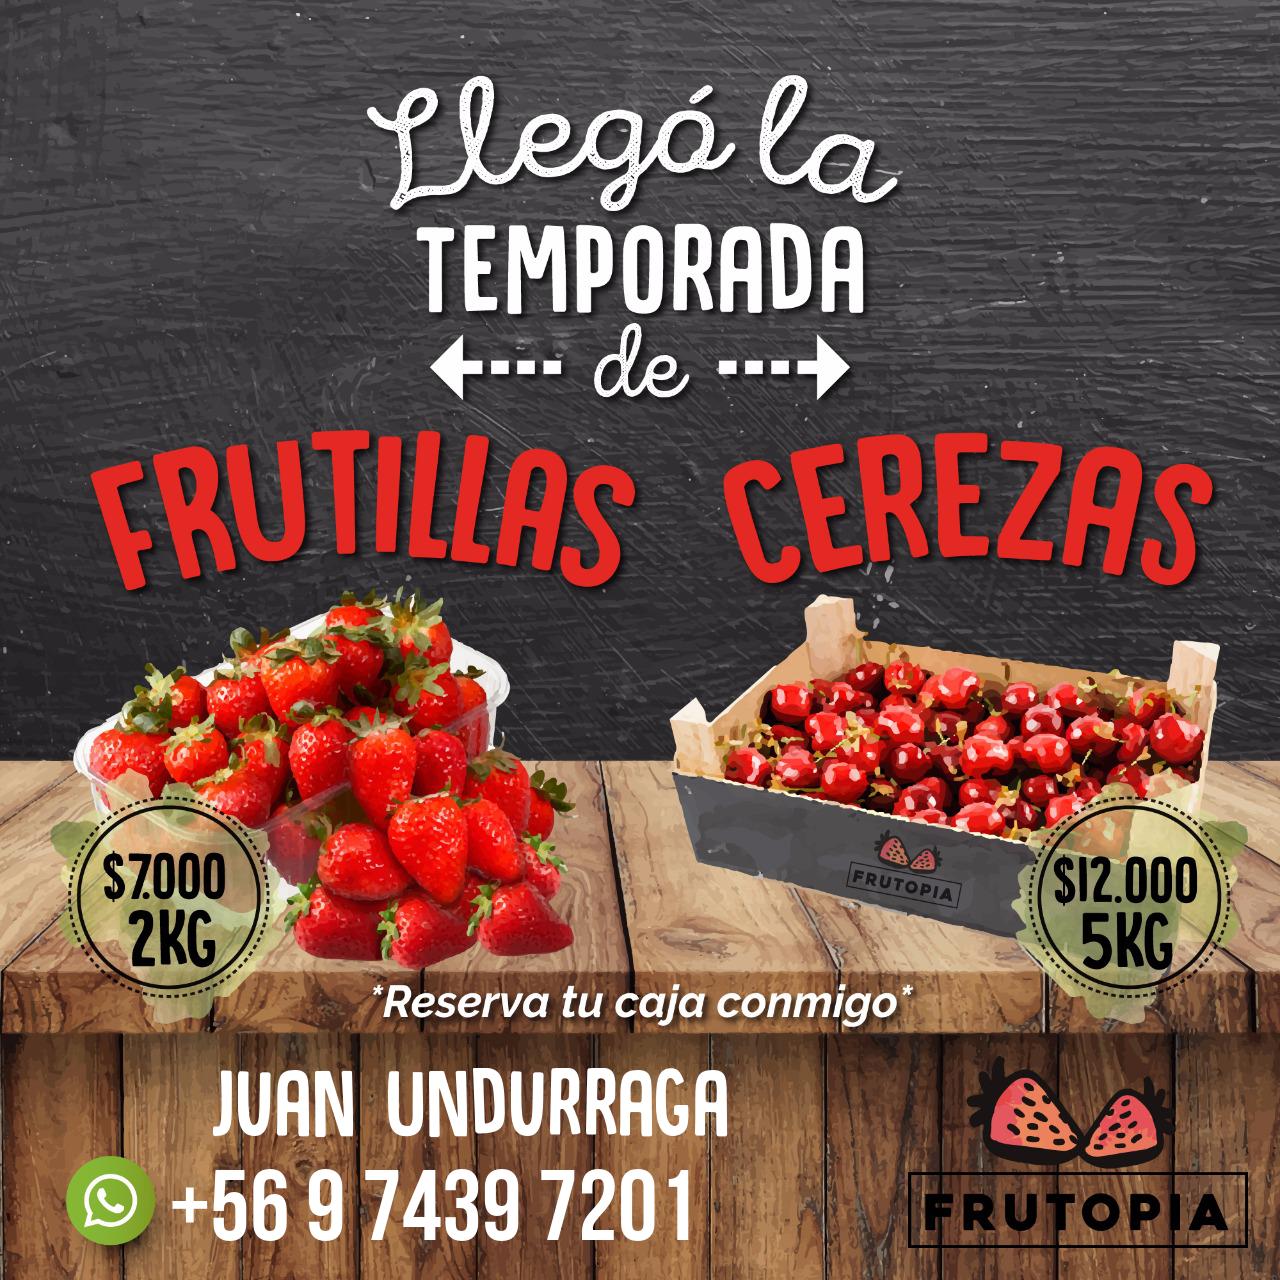 Llegó la
TEMPORADA
de
FRUTILLAS CEREZAS
FRUTOPIA
$7.000
2KG
$12.000
5KG
*Reserva tu caja conmigo*
JUAN UNDURRAGA
+56 9 7439 7201
FRUTOPIA